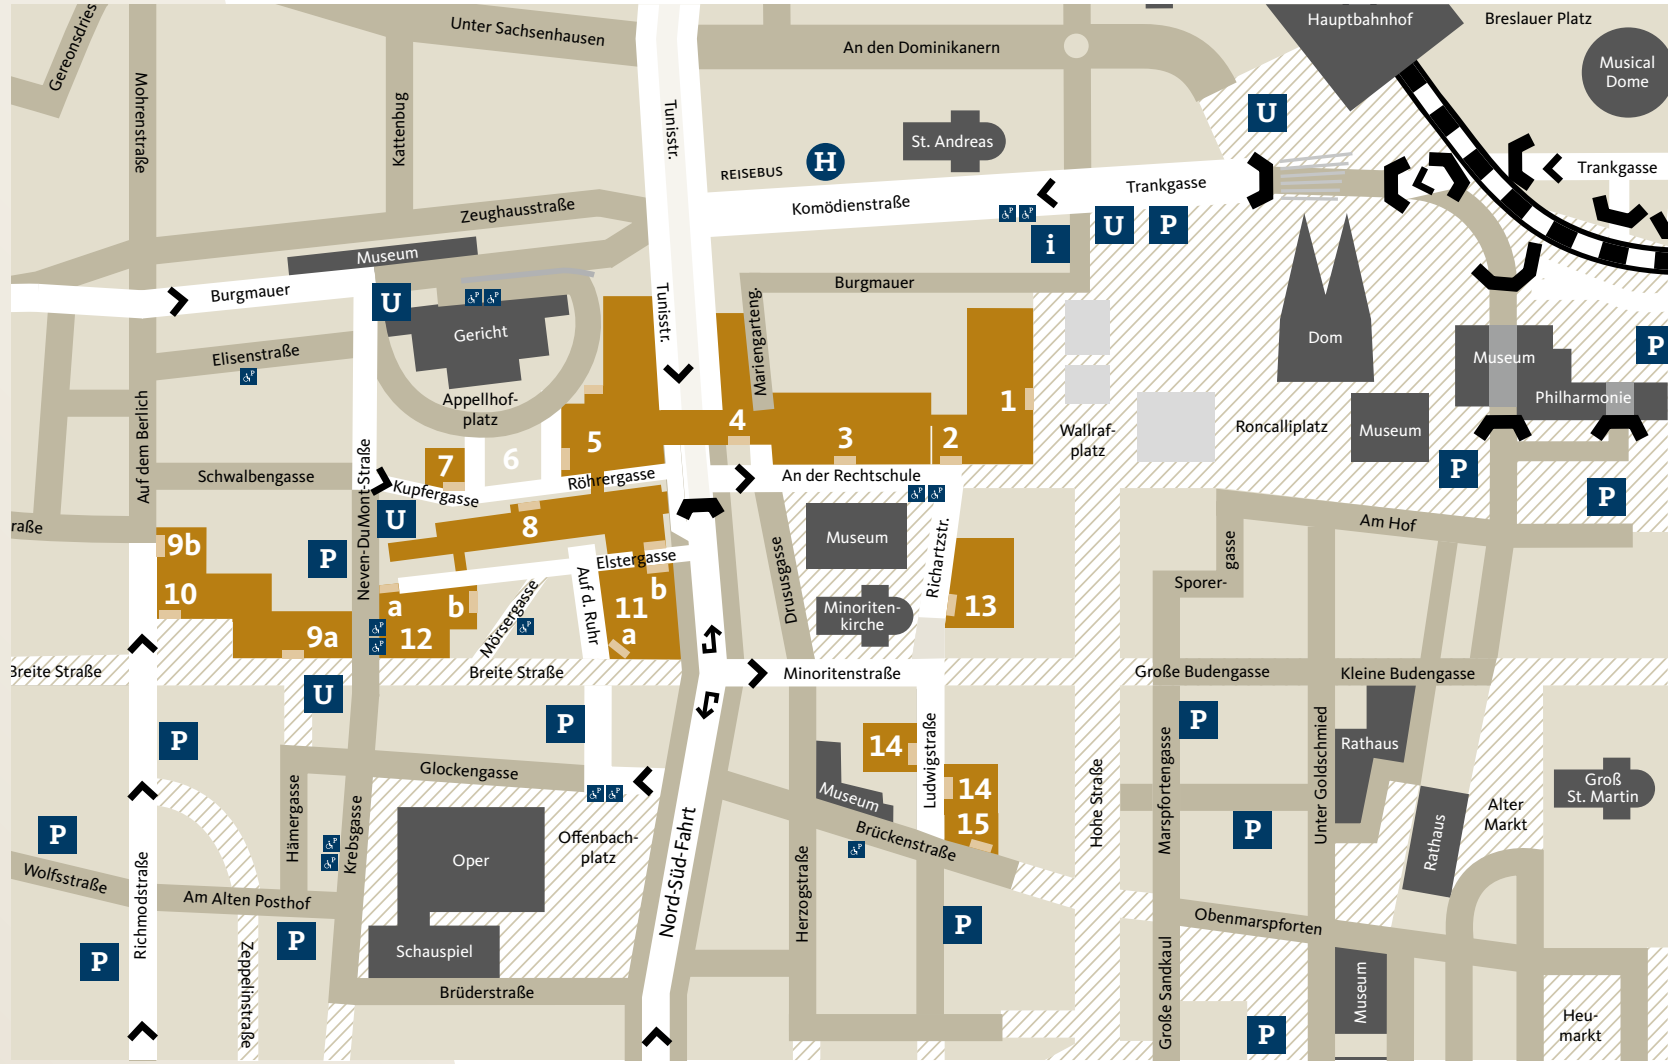 Gereonsdries
Unter Sachsenhausen
An den Dominikanern
Hauptbahnhof
Breslauer Platz
Musical
Dome
Mohrenstraße
Kattenbug
Tunisstr.
U
St. Andreas
REISEBUS
H
Trankgasse
Trankgasse
Komödienstraße
Zeughausstraße
U
P
i
Museum
Burgmauer
U
Burgmauer
Tunisstr.
Mariengarteng.
Gericht
Elisenstraße
Dom
Museum
P
Philharmonie
Appellhof-
platz
Auf dem Berlich
1
2
3
4
5
6
7
Wallraf-
platz
Roncalliplatz
Museum
P
P
Schwalbengasse
Neven-DuMont-Straße
Kupfergasse
Röhrergasse
An der Rechtschule
raße
U
8
Am Hof
9b
P
Elstergasse
Museum
Richartzstr.
gasse
Sporer-
10
a
b
12
Mörsergasse
Auf d. Ruhr
11
b
a
Drususgasse
Minoriten-
kirche
13
9a
Breite Straße
Breite Straße
Minoritenstraße
Große Budengasse
Kleine Budengasse
U
P
P
14
Ludwigstraße
14
15
P
Marspfortengasse
Unter Goldschmied
Rathaus
Hohe Straße
Glockengasse
Museum
Brückenstraße
Groß
St. Martin
Alter
Markt
Rathaus
P
P
Hämergasse
Krebsgasse
Oper
Offenbach-
platz
Nord-Süd-Fahrt
Herzogstraße
Wolfsstraße
Richmodstraße
Am Alten Posthof
P
P
Zeppelinstraße
Schauspiel
P
Obenmarspforten
Große Sandkaul
Museum
Brüderstraße
P
Heu-
markt